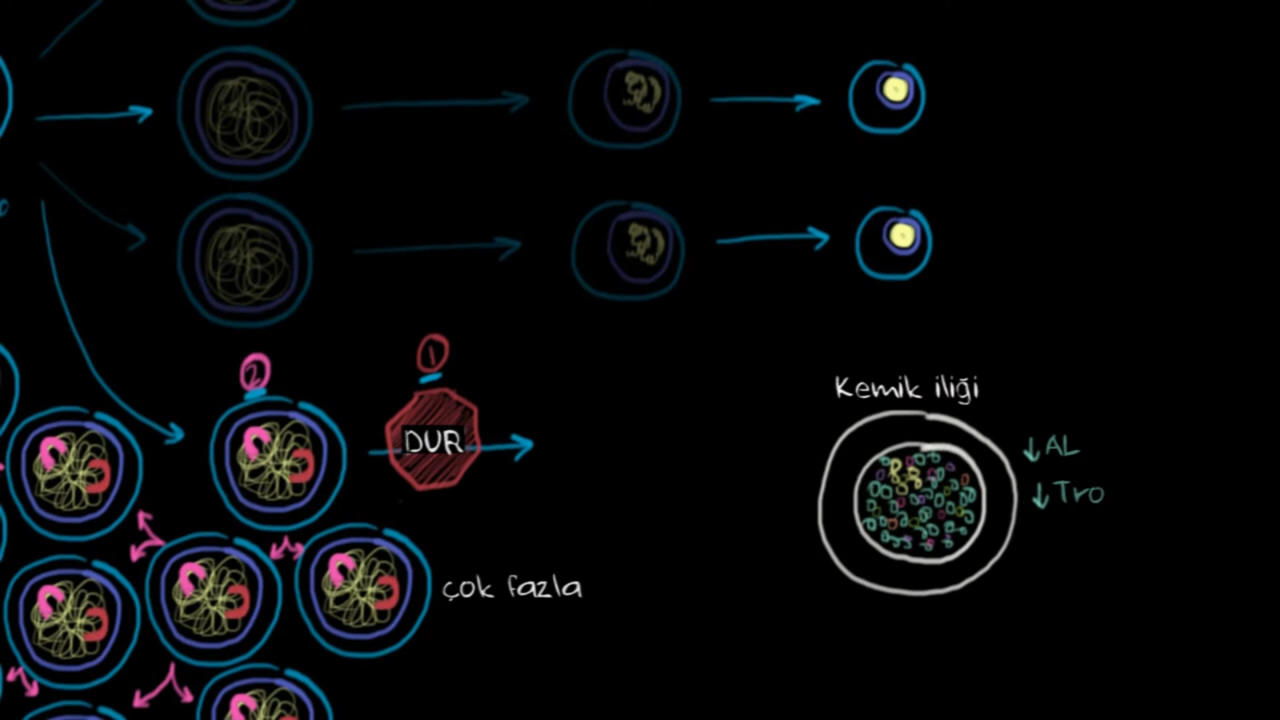 1
2
DUR
Kemik iliği
↓ AL
↓ Tro
çok fazla